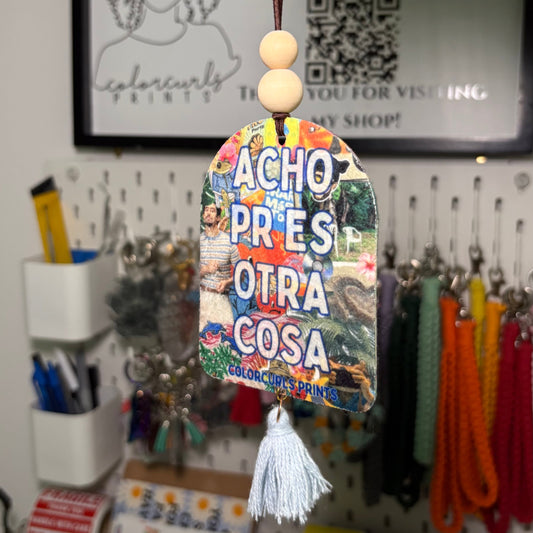 colorcurls
PRINTS
THANK YOU FOR VISITING
MY SHOP!
ACHO
PR ES
OTRA
COSA
COLORCURLS PRINTS